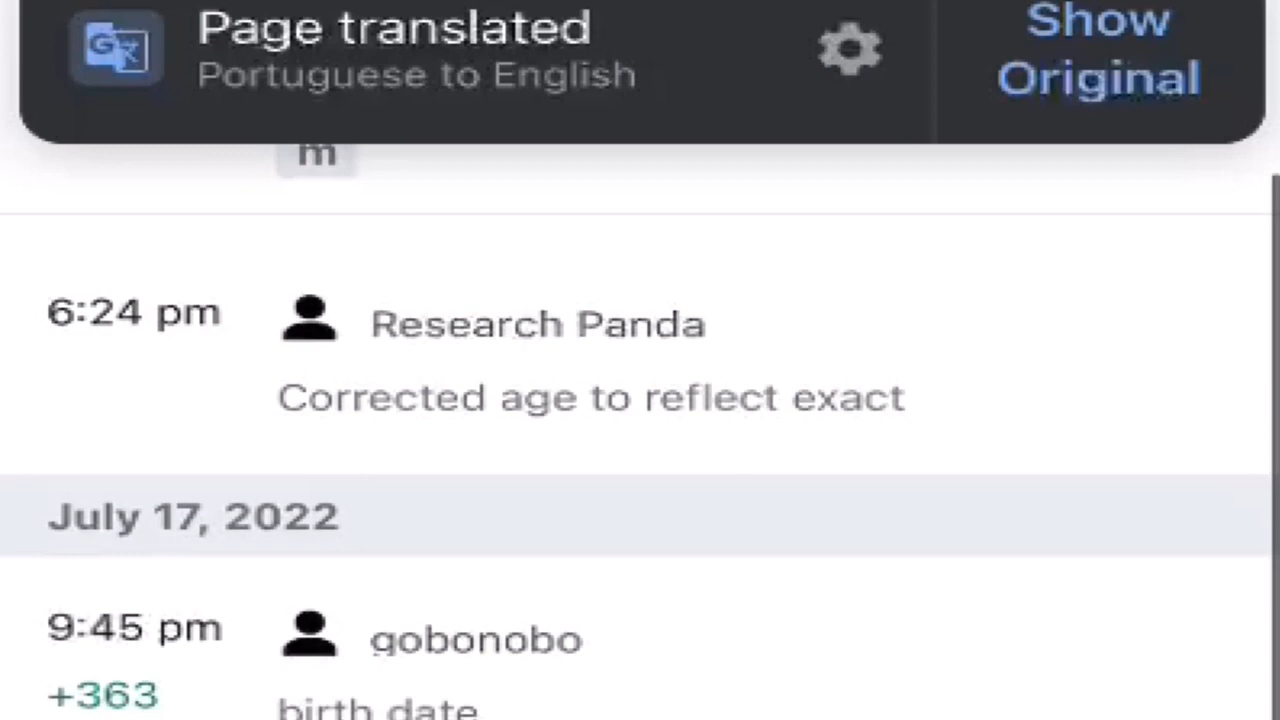 Page translated
Portuguese to English
Show
Original
m
6:24 pm
Research Panda
Corrected age to reflect exact
July 17, 2022
9:45 pm
gobonobo
+363
birth date